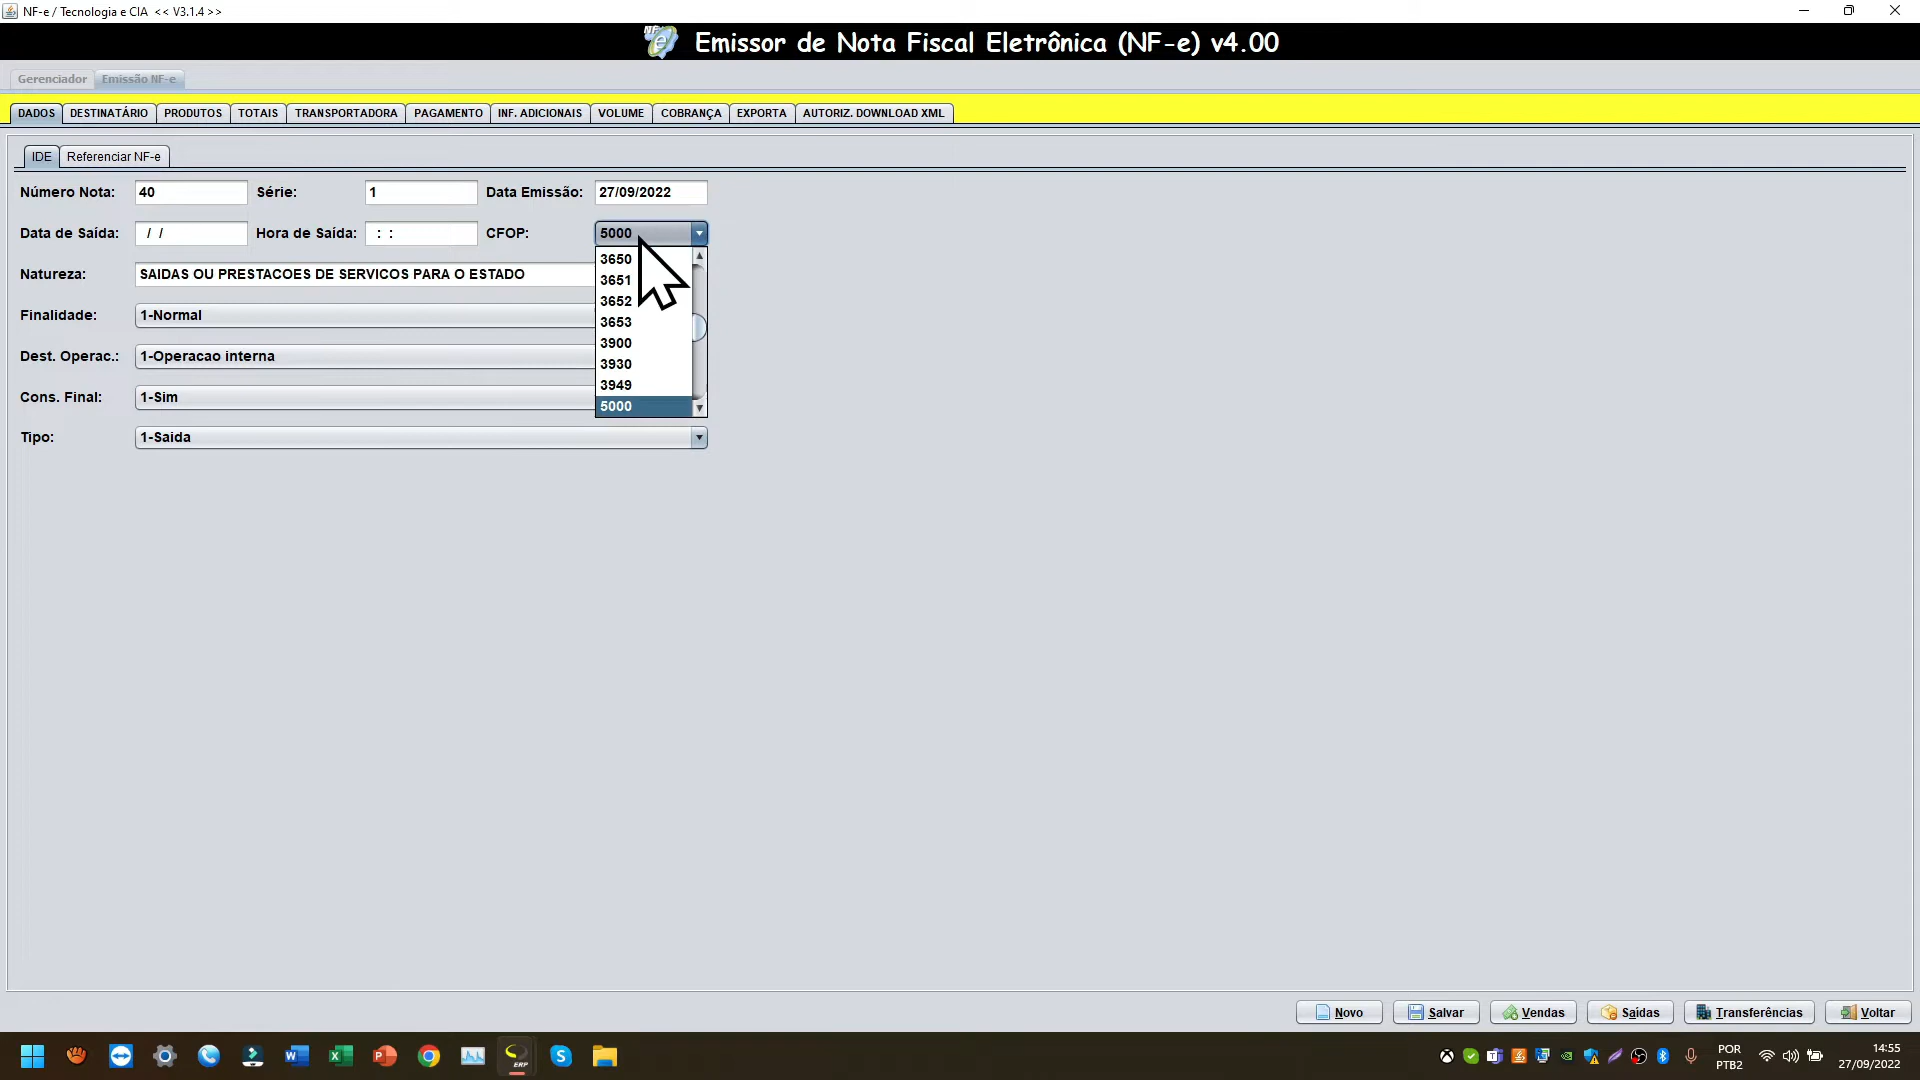 NF-e / Tecnologia e CIA << V3.1.4 >>
Emissor de Nota Fiscal Eletrônica (NF-e) v4.00
Gerenciador Emissão NF-e
DADOS DESTINATÁRIO PRODUTOS TOTAIS TRANSPORTADORA PAGAMENTO INF. ADICIONAIS VOLUME COBRANÇA EXPORTA AUTORIZ. DOWNLOAD XML
IDE Referenciar NF-e
Número Nota: 40 Série: 1 Data Emissão: 27/09/2022
Data de Saída: / / Hora de Saída: : : CFOP: 5000
Natureza: SAIDAS OU PRESTACOES DE SERVICOS PARA O ESTADO
Finalidade: 1-Normal
Dest. Operac.: 1-Operacao interna
Cons. Final: 1-Sim
Tipo: 1-Saida
3650
3651
3652
3653
3900
3930
3949
5000
Novo Salvar Vendas Saídas Transferências Voltar
POR
PTB2
14:55
27/09/2022